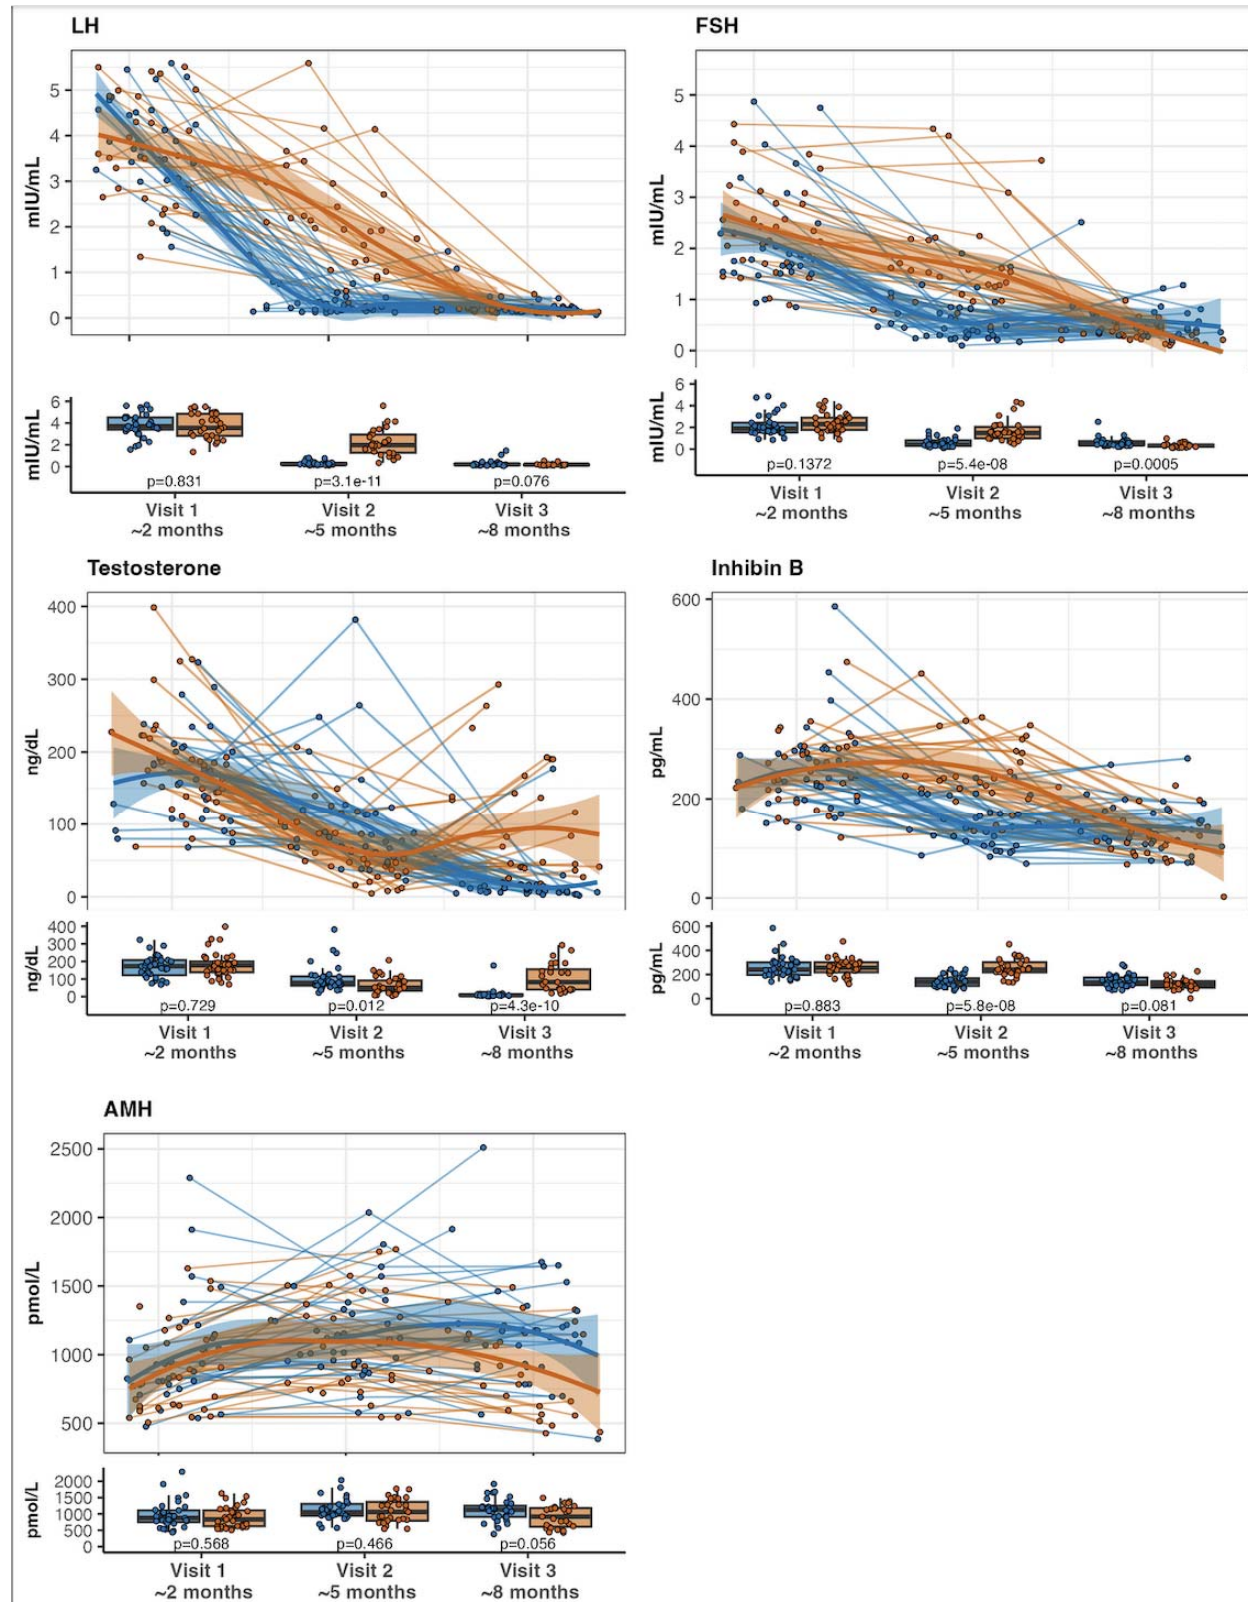 LH
mIU/mL
5
4
3
2
1
0
mIU/mL
6
4
2
0
p=0.831
p=3.1e-11
p=0.076
Visit 1
~2 months
Visit 2
~5 months
Visit 3
~8 months
FSH
mIU/mL
5
4
3
2
1
0
mIU/mL
6
4
2
0
p=0.1372
p=5.4e-08
p=0.0005
Visit 1
~2 months
Visit 2
~5 months
Visit 3
~8 months
Testosterone
ng/dL
400
300
200
100
0
ng/dL
400
300
200
100
0
p=0.729
p=0.012
p=4.3e-10
Visit 1
~2 months
Visit 2
~5 months
Visit 3
~8 months
Inhibin B
pg/mL
600
400
200
0
pg/mL
600
400
200
0
p=0.883
p=5.8e-08
p=0.081
Visit 1
~2 months
Visit 2
~5 months
Visit 3
~8 months
AMH
pmol/L
2500
2000
1500
1000
500
pmol/L
2000
1500
1000
500
0
p=0.568
p=0.466
p=0.056
Visit 1
~2 months
Visit 2
~5 months
Visit 3
~8 months